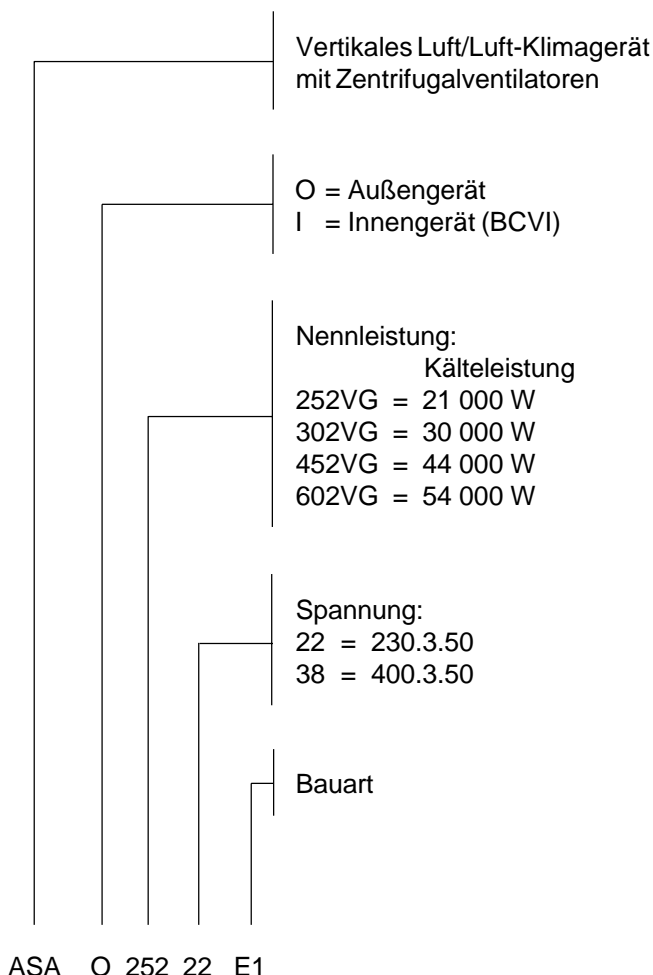 Vertikales Luft/Luft-Klimagerät
mit Zentrifugalventilatoren
O = Außengerät
I = Innengerät (BCVI)
Nennleistung:
Kälteleistung
252VG = 21 000 W
302VG = 30 000 W
452VG = 44 000 W
602VG = 54 000 W
Spannung:
22 = 230.3.50
38 = 400.3.50
Bauart
ASA O 252 22 E1